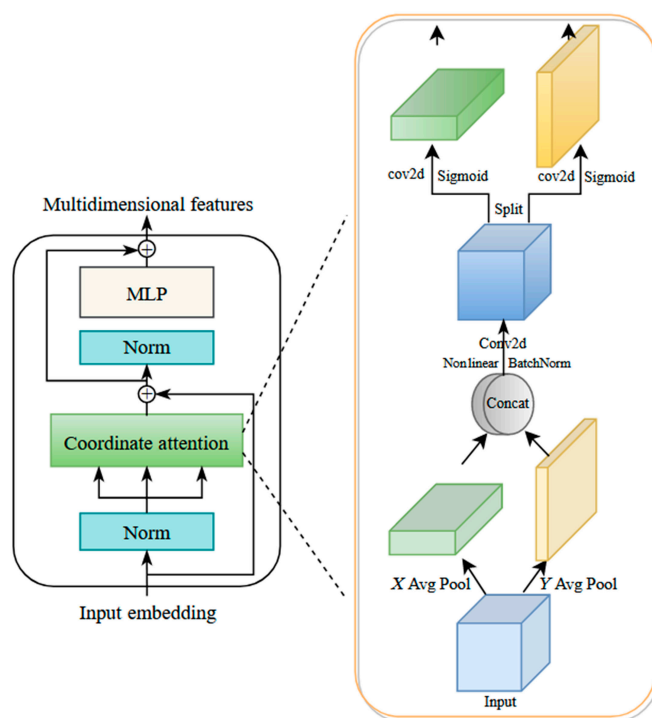 Multidimensional features
MLP
Norm
Coordinate attention
Norm
Input embedding
cov2d Sigmoid
cov2d Sigmoid
Split
Conv2d
Nonlinear BatchNorm
Concat
X Avg Pool
Y Avg Pool
Input